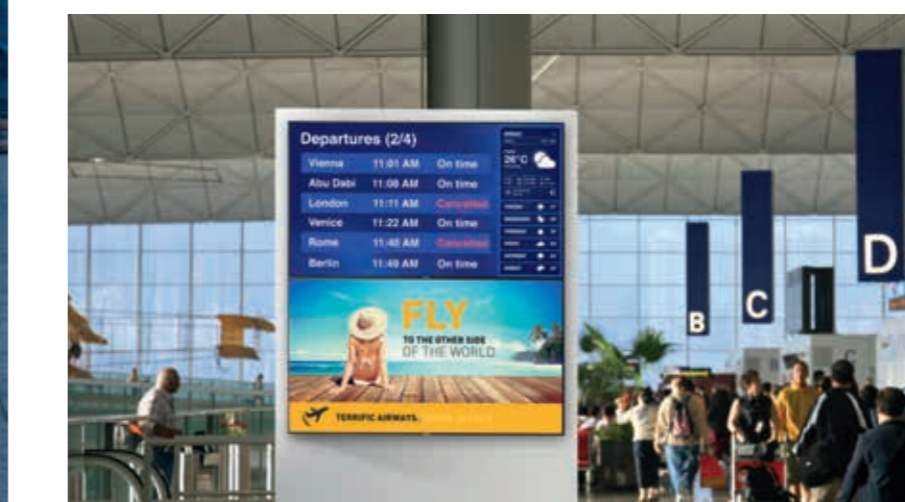 Departures (2/4)
Vienna 11:01 AM On time
Abu Dabi 11:08 AM On time
London 11:11 AM Cancelled
Venice 11:22 AM On time
Rome 11:40 AM Cancelled
Berlin 11:49 AM On time
26°C
FLY
TO THE OTHER SIDE
OF THE WORLD
TERRIFIC AIRWAYS.
B
C
D